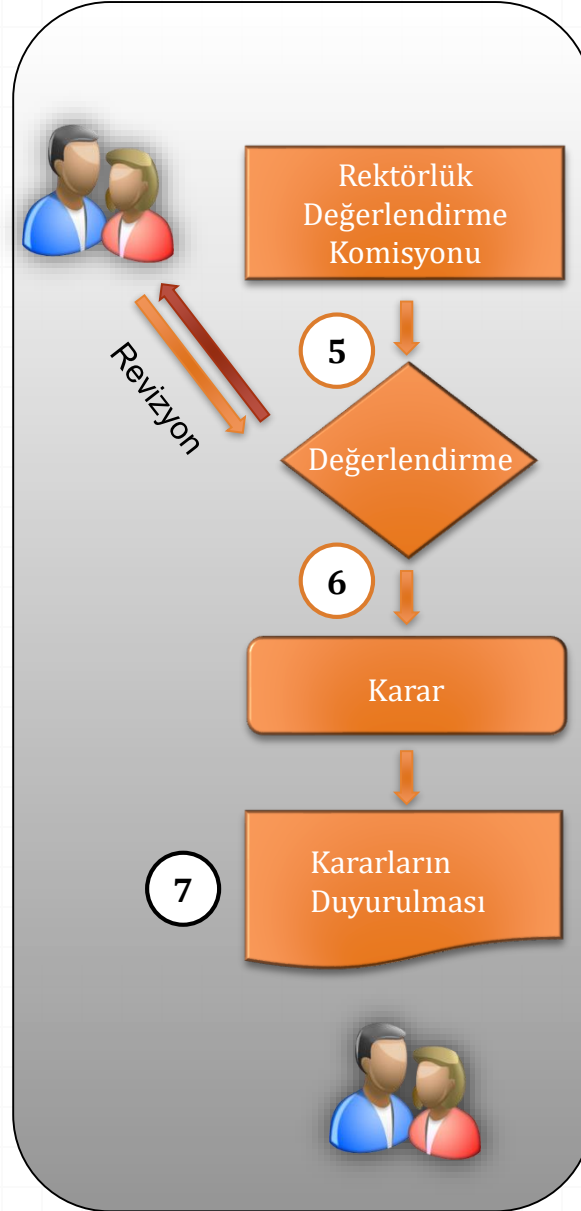 Rektörlük
Değerlendirme
Komisyonu
5
Revizyon
Değerlendirme
6
Karar
7
Kararların
Duyurulması